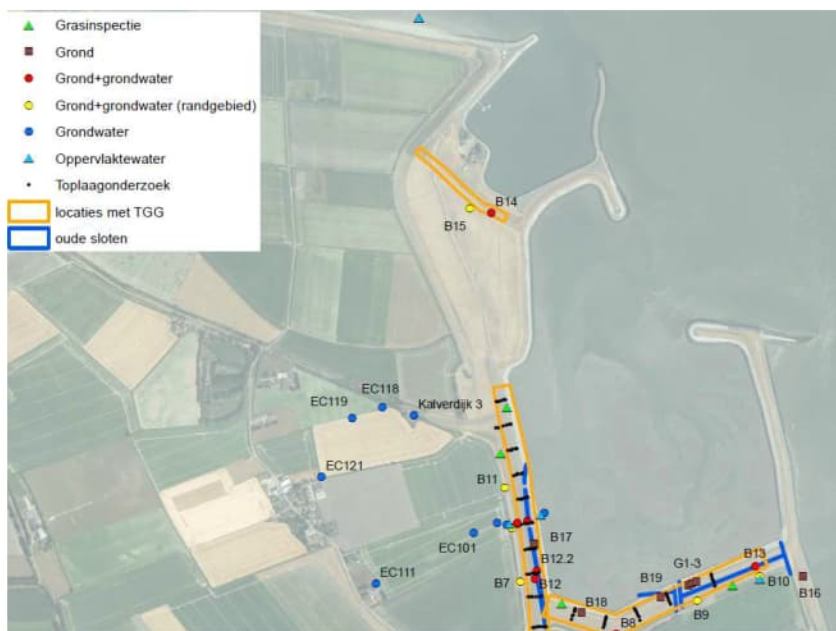 Grasinspectie
Grond
Grond+grondwater
Grond+grondwater (randgebied)
Grondwater
Oppervlaktewater
Toplaagonderzoek
locaties met TGG
oude sloten
B14
B15
EC118
EC119
Kalverdijk 3
EC121
B11
EC101
B17
B12.2
EC111
B7
B12
G1-3
B13
B19
B10
B16
B18
B9
B8